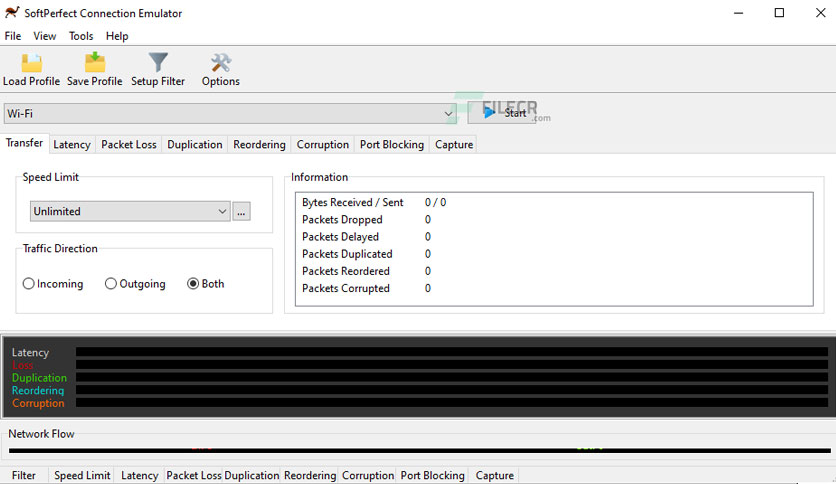 SoftPerfect Connection Emulator
File View Tools Help
Load Profile Save Profile Setup Filter Options
FILECR
.com
Wi-Fi Start
Transfer Latency Packet Loss Duplication Reordering Corruption Port Blocking Capture
Speed Limit Information
Unlimited ...
Bytes Received / Sent 0 / 0
Packets Dropped 0
Packets Delayed 0
Packets Duplicated 0
Packets Reordered 0
Packets Corrupted 0
Traffic Direction
Incoming Outgoing Both
Latency
Loss
Duplication
Reordering
Corruption
Network Flow
Filter Speed Limit Latency Packet Loss Duplication Reordering Corruption Port Blocking Capture